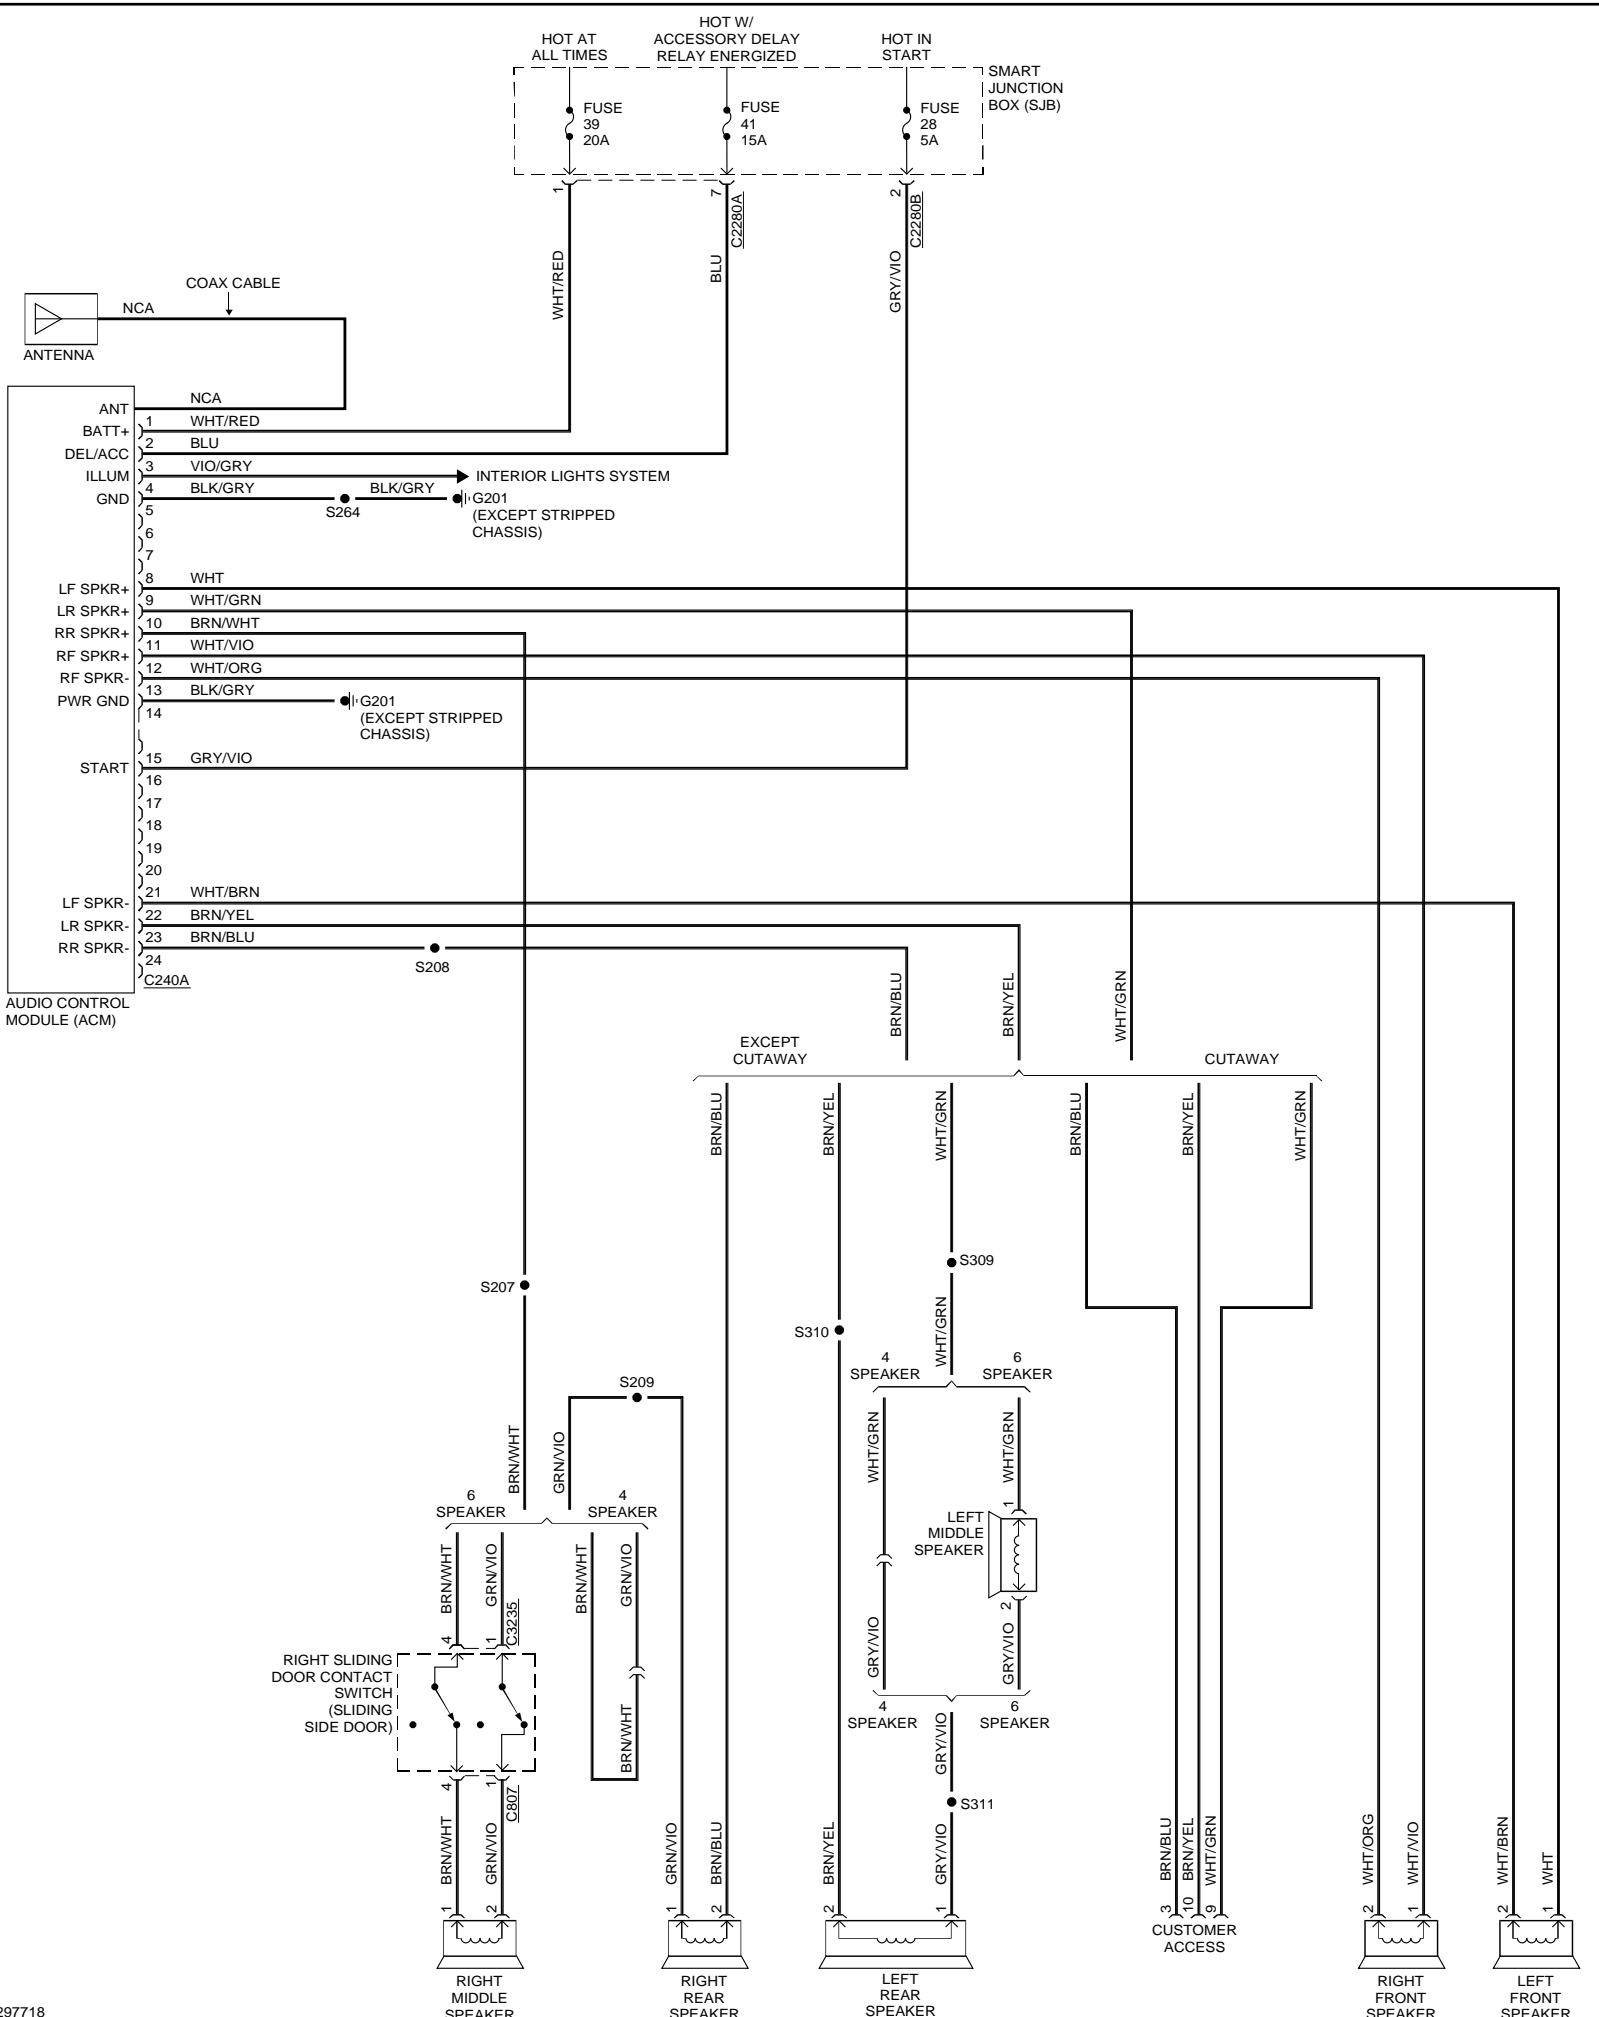 HOT AT
ALL TIMES
HOT W/
ACCESSORY DELAY
RELAY ENERGIZED
HOT IN
START
SMART
JUNCTION
BOX (SJB)
FUSE
39
20A
FUSE
41
15A
FUSE
28
5A
1
7
C2280A
2
C2280B
WHT/RED
BLU
GRY/VIO
COAX CABLE
NCA
ANTENNA
ANT
NCA
BATT+
1
WHT/RED
DEL/ACC
2
BLU
ILLUM
3
VIO/GRY
INTERIOR LIGHTS SYSTEM
GND
4
BLK/GRY
S264
BLK/GRY
G201
(EXCEPT STRIPPED
CHASSIS)
5
6
7
LF SPKR+
8
WHT
LR SPKR+
9
WHT/GRN
RR SPKR+
10
BRN/WHT
RF SPKR+
11
WHT/VIO
RF SPKR-
12
WHT/ORG
PWR GND
13
BLK/GRY
G201
(EXCEPT STRIPPED
CHASSIS)
14
START
15
GRY/VIO
16
17
18
19
20
LF SPKR-
21
WHT/BRN
LR SPKR-
22
BRN/YEL
RR SPKR-
23
BRN/BLU
S208
24
C240A
AUDIO CONTROL
MODULE (ACM)
BRN/BLU
BRN/YEL
WHT/GRN
EXCEPT
CUTAWAY
CUTAWAY
BRN/BLU
BRN/YEL
WHT/GRN
BRN/BLU
BRN/YEL
WHT/GRN
S309
S207
S310
WHT/GRN
4
SPEAKER
6
SPEAKER
S209
BRN/WHT
GRN/VIO
WHT/GRN
WHT/GRN
6
SPEAKER
4
SPEAKER
1
LEFT
MIDDLE
SPEAKER
2
BRN/WHT
GRN/VIO
BRN/WHT
GRN/VIO
4
1
C3235
GRY/VIO
GRY/VIO
RIGHT SLIDING
DOOR CONTACT
SWITCH
(SLIDING
SIDE DOOR)
BRN/WHT
4
SPEAKER
6
SPEAKER
GRY/VIO
S311
4
1
C807
BRN/WHT
GRN/VIO
GRN/VIO
BRN/BLU
BRN/YEL
GRY/VIO
BRN/BLU
BRN/YEL
WHT/GRN
WHT/ORG
WHT/VIO
WHT/BRN
WHT
1
2
1
2
2
1
3
10
9
2
1
2
1
CUSTOMER
ACCESS
RIGHT
MIDDLE
SPEAKER
RIGHT
REAR
SPEAKER
LEFT
REAR
SPEAKER
RIGHT
FRONT
SPEAKER
LEFT
FRONT
SPEAKER
297718